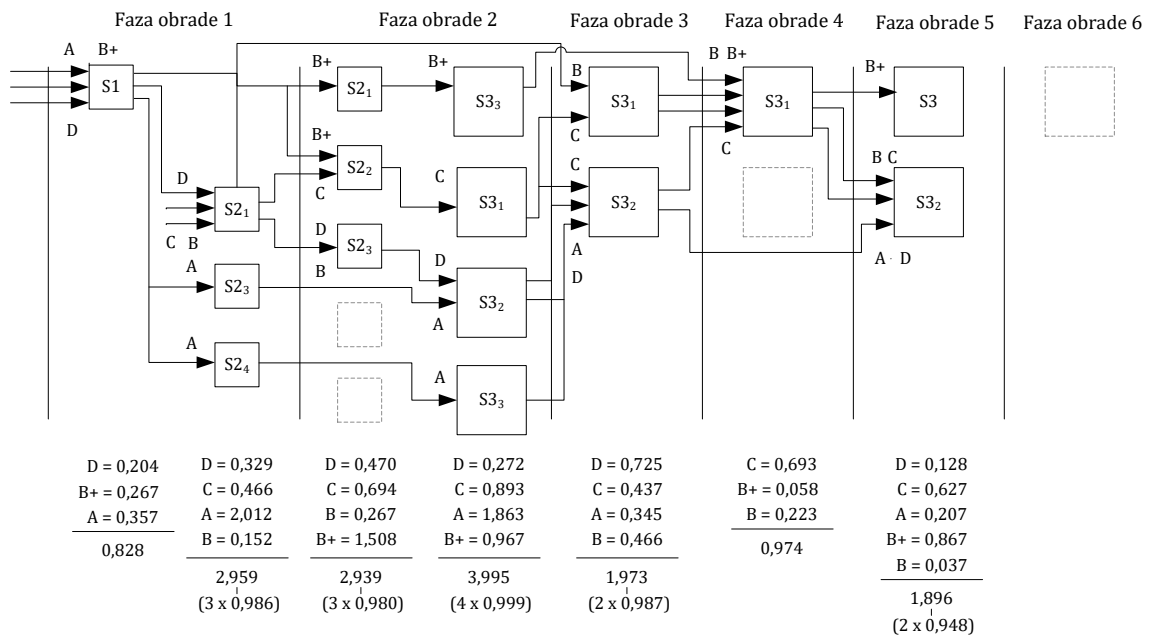 Faza obrade 1 Faza obrade 2 Faza obrade 3 Faza obrade 4 Faza obrade 5 Faza obrade 6
A B+
S1
D
D
S2₁
C B
A
S2₃
A
S2₄
B+
S2₁
B+
S2₂
C
D
S2₃
B
B+
S3₃
C
S3₁
D
S3₂
A
A
S3₃
B
S3₁
C
C
S3₂
A
D
B B+
S3₁
C
B+
S3
B C
S3₂
A D
D = 0,204
B+ = 0,267
A = 0,357
0,828
D = 0,329
C = 0,466
A = 2,012
B = 0,152
2,959
(3 x 0,986)
D = 0,470
C = 0,694
B = 0,267
B+ = 1,508
2,939
(3 x 0,980)
D = 0,272
C = 0,893
A = 1,863
B+ = 0,967
3,995
(4 x 0,999)
D = 0,725
C = 0,437
A = 0,345
B = 0,466
1,973
(2 x 0,987)
C = 0,693
B+ = 0,058
B = 0,223
0,974
D = 0,128
C = 0,627
A = 0,207
B+ = 0,867
B = 0,037
1,896
(2 x 0,948)